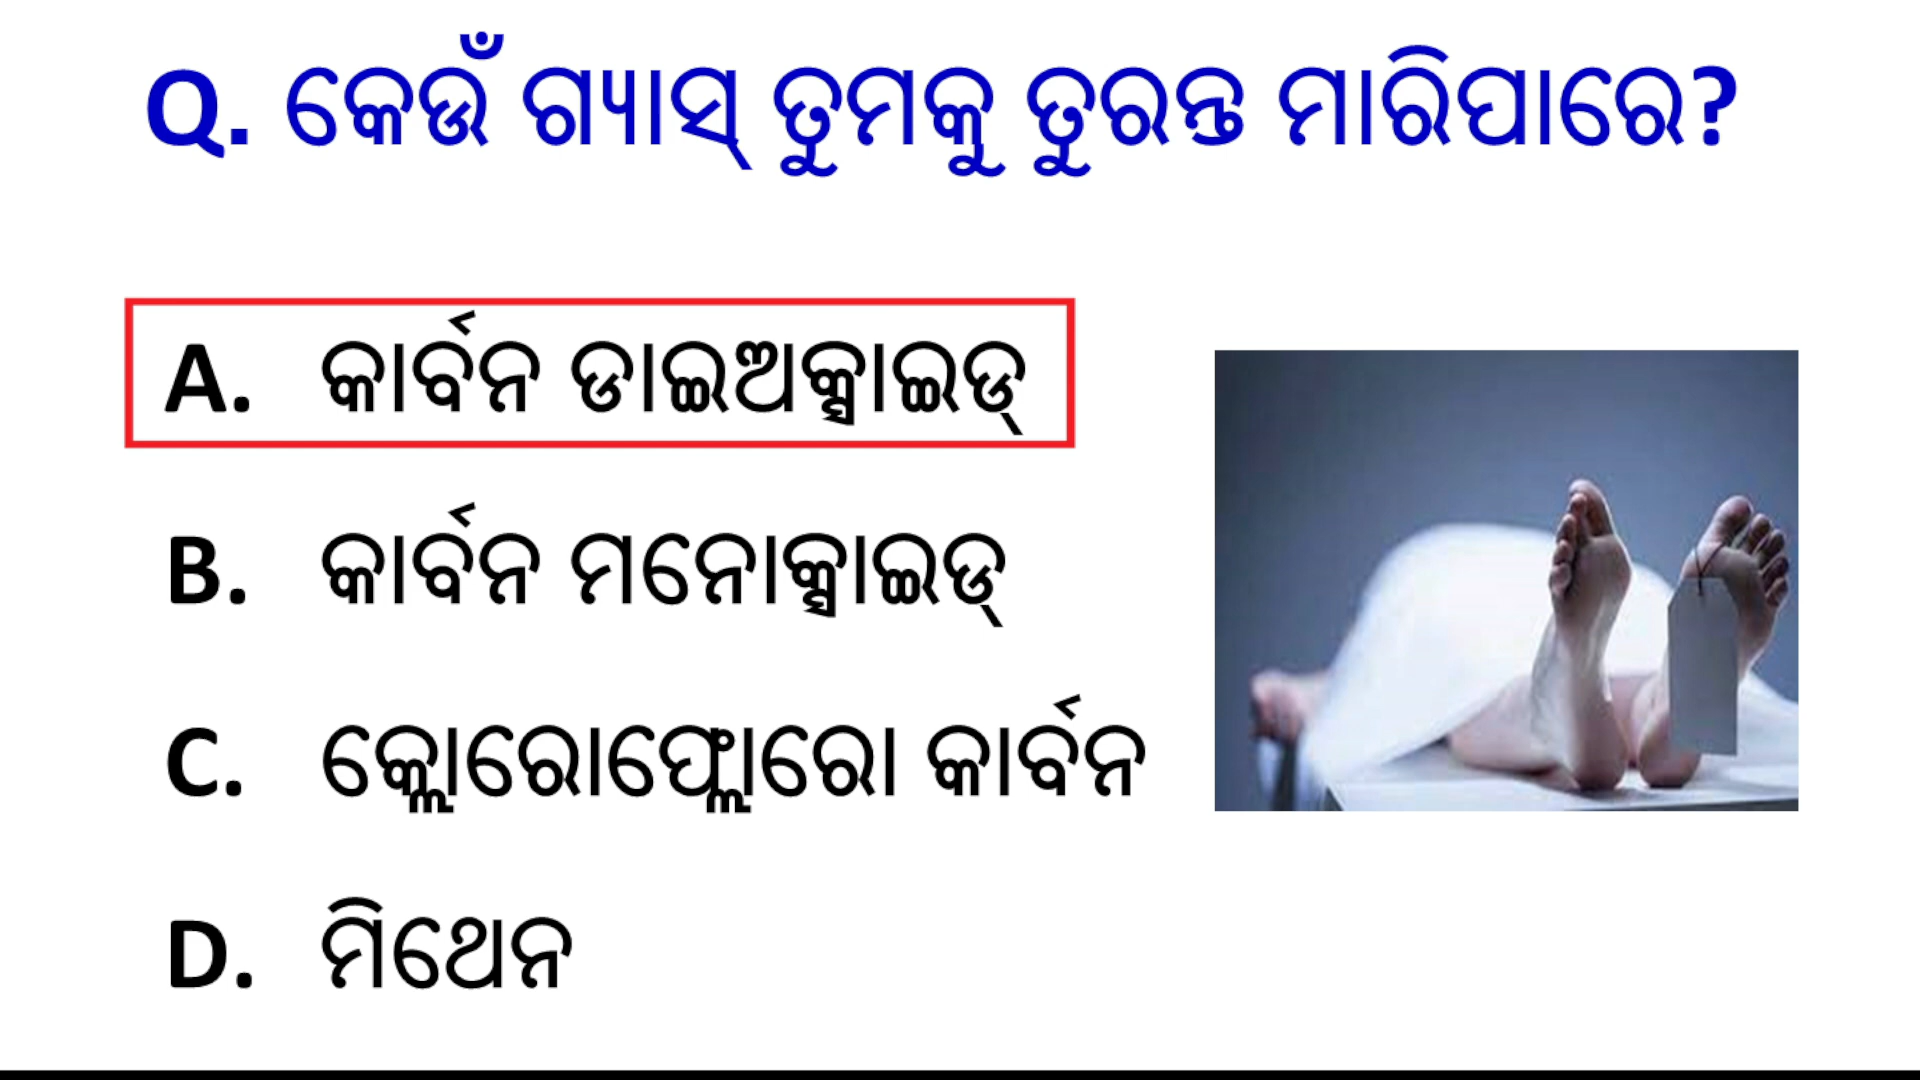 Q. କେଉଁ ଗ୍ୟାସ୍ ତୁମକୁ ତୁରନ୍ତ ମାରିପାରେ?
A. କାର୍ବନ ଡାଇଅକ୍ସାଇଡ୍
B. କାର୍ବନ ମନୋକ୍ସାଇଡ୍
C. କ୍ଲୋରୋଫ୍ଲୋରୋ କାର୍ବନ
D. ମିଥେନ